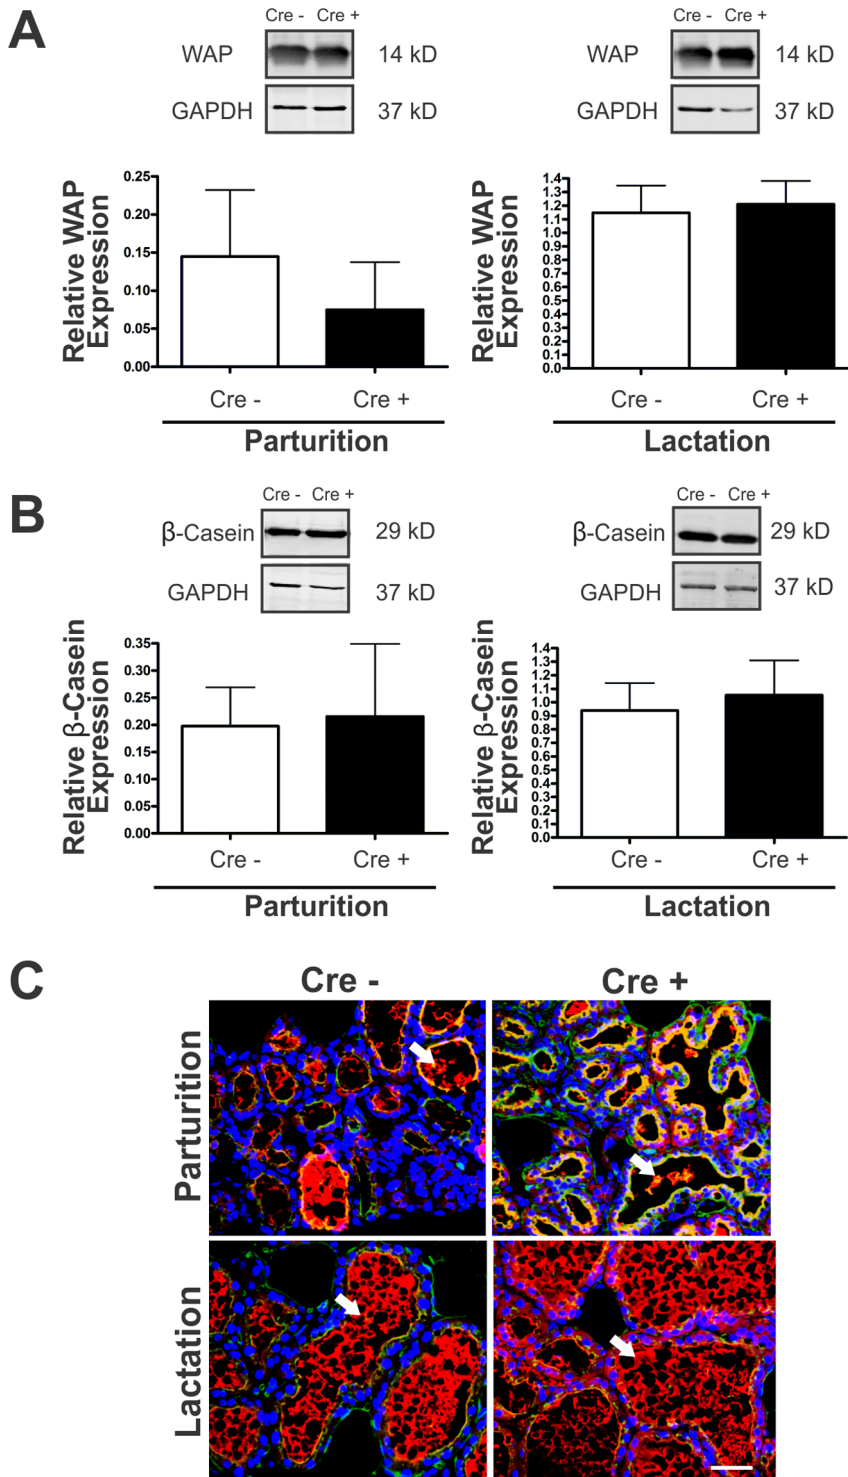 A
Cre - Cre +
WAP 14 kD
GAPDH 37 kD
Relative WAP
Expression
0.25
0.20
0.15
0.10
0.05
0.00
Cre - Cre +
Parturition
Cre - Cre +
WAP 14 kD
GAPDH 37 kD
Relative WAP
Expression
1.4
1.3
1.2
1.1
1.0
0.9
0.8
0.7
0.6
0.5
0.4
0.3
0.2
0.1
0.0
Cre - Cre +
Lactation
B
Cre - Cre +
β-Casein 29 kD
GAPDH 37 kD
Relative β-Casein
Expression
0.35
0.30
0.25
0.20
0.15
0.10
0.05
0.00
Cre - Cre +
Parturition
Cre - Cre +
β-Casein 29 kD
GAPDH 37 kD
Relative β-Casein
Expression
1.4
1.3
1.2
1.1
1.0
0.9
0.8
0.7
0.6
0.5
0.4
0.3
0.2
0.1
0.0
Cre - Cre +
Lactation
C
Cre - Cre +
Parturition
Lactation